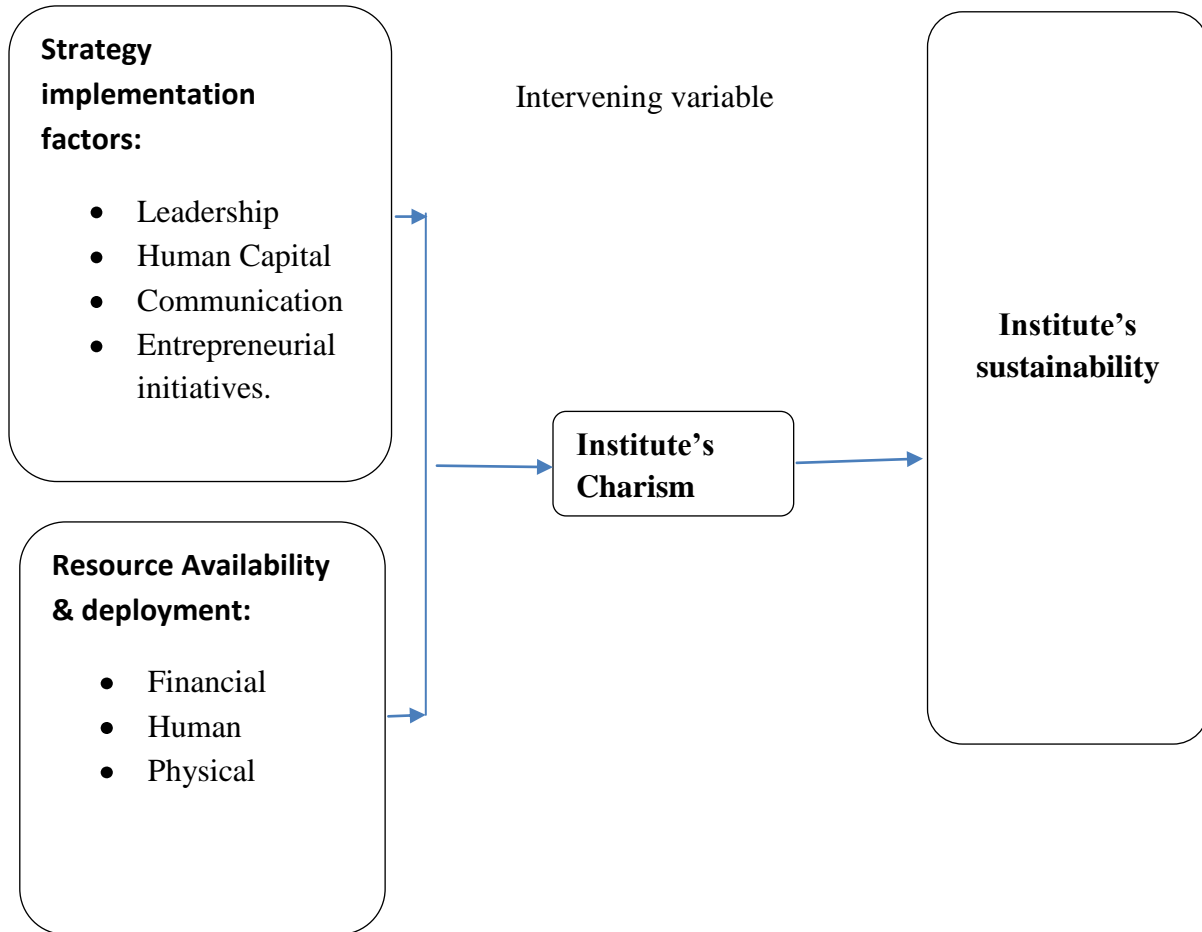 Strategy
implementation
factors:
• Leadership
• Human Capital
• Communication
• Entrepreneurial
initiatives.
Intervening variable
Institute’s
Charism
Institute’s
sustainability
Resource Availability
& deployment:
• Financial
• Human
• Physical